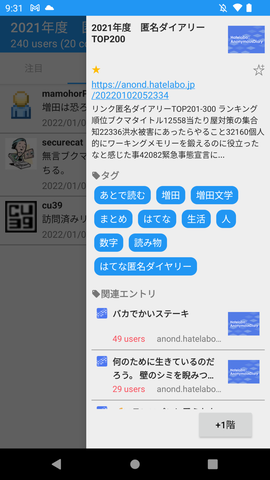 9:31
2021年度　匿
240 users (20 co
注目
mamohorf
増田は恐ろ
2022/01/0
securecat
無言ブクマ
ちる。
2022/01/0
cu39
訪問済みリ
2022/01/0
2021年度　匿名ダイアリー
TOP200
https://anond.hatelabo.jp
/20220102052334
リンク匿名ダイアリーTOP201-300 ランキング
順位ブクマタイトル12558当たり屋対策の集合
知22336洪水被害にあったらやること32160個人
的にワーキングメモリーを鍛えるのに役立った
なと感じた事42082緊急事態宣言に...
タグ
あとで読む 増田 増田文学
まとめ はてな 生活 人
数字 読み物
はてな匿名ダイヤリー
関連エントリ
バカでかいステーキ
49 users anond.hatelabo...
何のために生きているのだ
ろう。 壁のシミを睨みつ...
29 users anond.hatelabo...
+1階